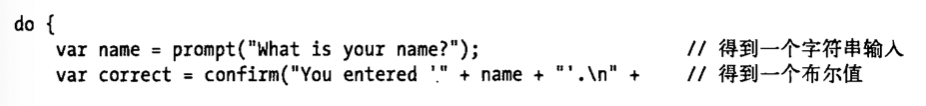 do {
    var name = prompt("What is your name?");                    // 得到一个字符串输入
    var correct = confirm("You entered '" + name + "'.\n" +     // 得到一个布尔值